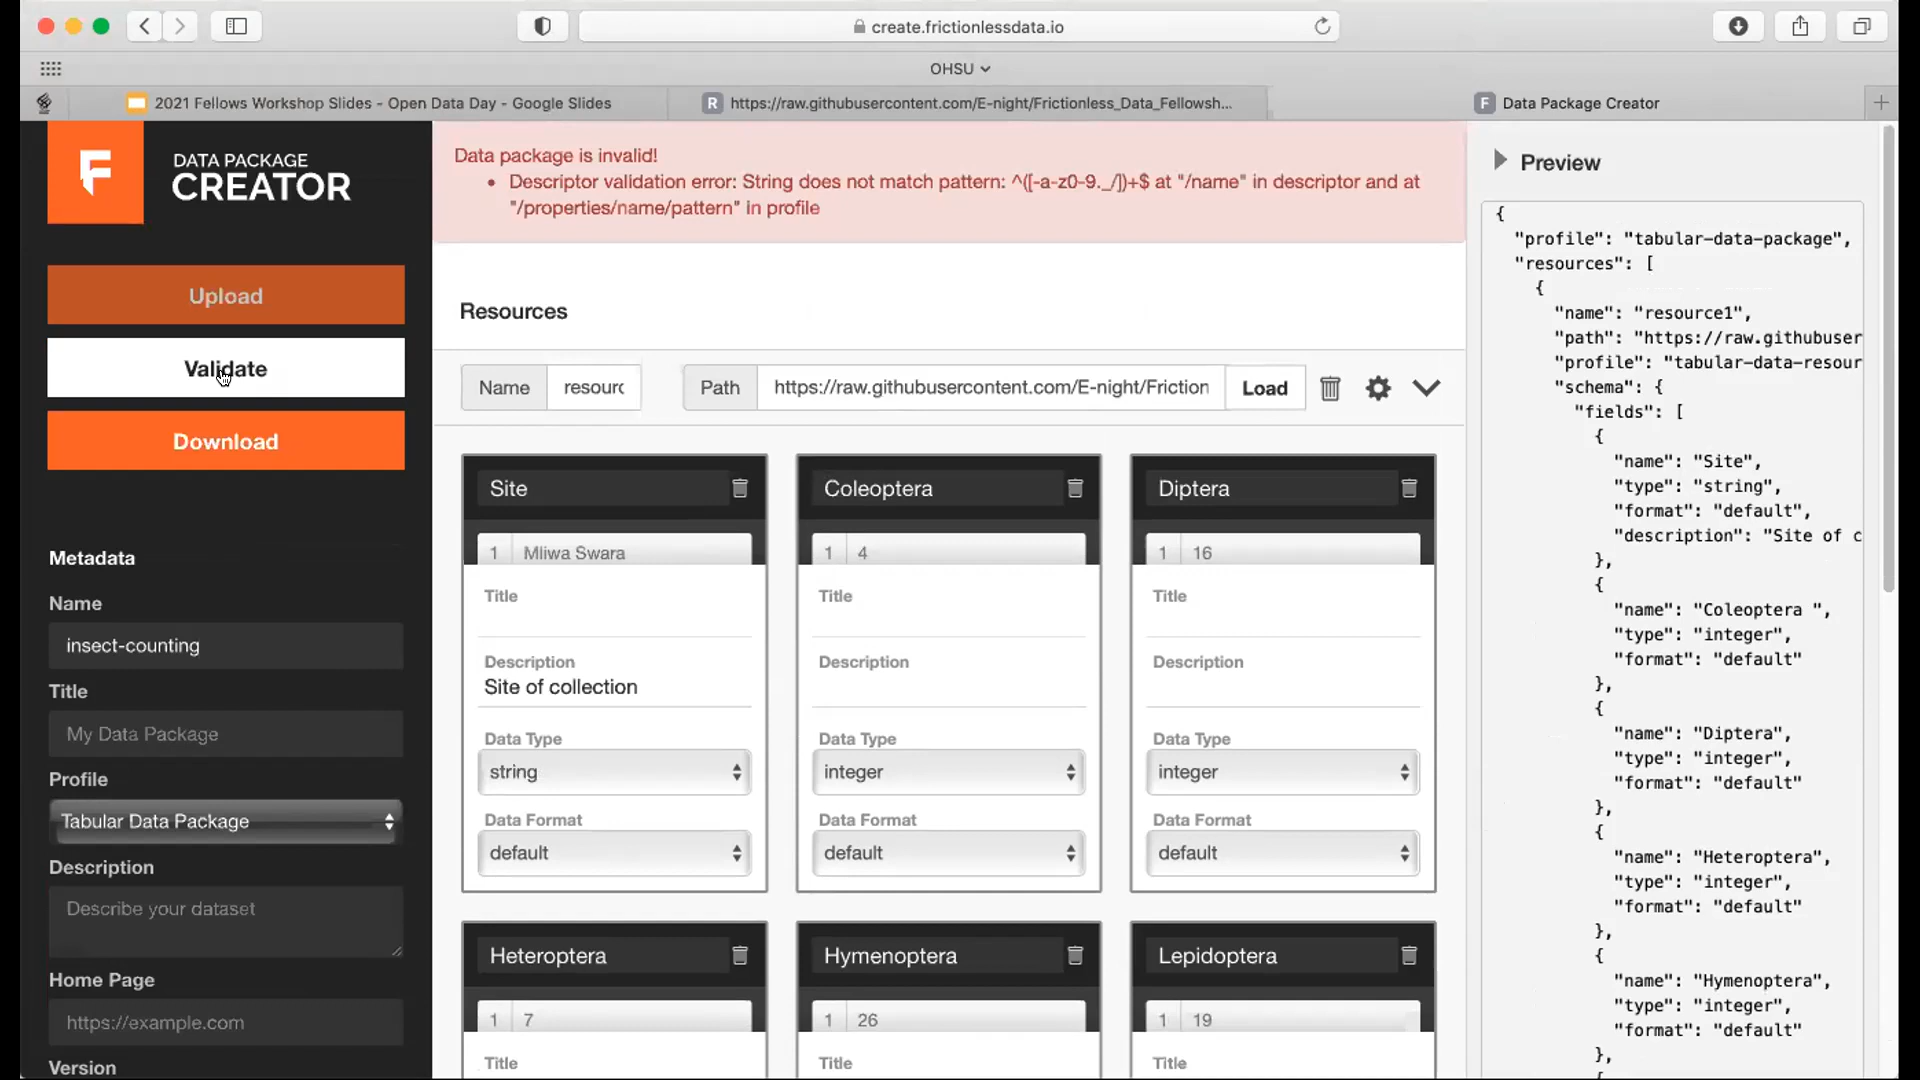 create.frictionlessdata.io
OHSU
2021 Fellows Workshop Slides - Open Data Day - Google Slides
R https://raw.githubusercontent.com/E-night/Frictionless_Data_Fellowsh...
F Data Package Creator
F DATA PACKAGE
CREATOR
Upload
Validate
Download
Metadata
Name
insect-counting
Title
My Data Package
Profile
Tabular Data Package
Description
Describe your dataset
Home Page
https://example.com
Version
Data package is invalid!
• Descriptor validation error: String does not match pattern: ^([-a-z0-9._/])+$ at "/name" in descriptor and at
"/properties/name/pattern" in profile
Resources
Name resourc Path https://raw.githubusercontent.com/E-night/Friction Load
Site Coleoptera Diptera
1 Mliwa Swara 1 4 1 16
Title Title Title
Description Description Description
Site of collection
Data Type Data Type Data Type
string integer integer
Data Format Data Format Data Format
default default default
Heteroptera Hymenoptera Lepidoptera
1 7 1 26 1 19
Title Title Title
Preview
{
"profile": "tabular-data-package",
"resources": [
{
"name": "resource1",
"path": "https://raw.githubuser
"profile": "tabular-data-resour
"schema": {
"fields": [
{
"name": "Site",
"type": "string",
"format": "default",
"description": "Site of c
},
{
"name": "Coleoptera ",
"type": "integer",
"format": "default"
},
{
"name": "Diptera",
"type": "integer",
"format": "default"
},
{
"name": "Heteroptera",
"type": "integer",
"format": "default"
},
{
"name": "Hymenoptera",
"type": "integer",
"format": "default"
},